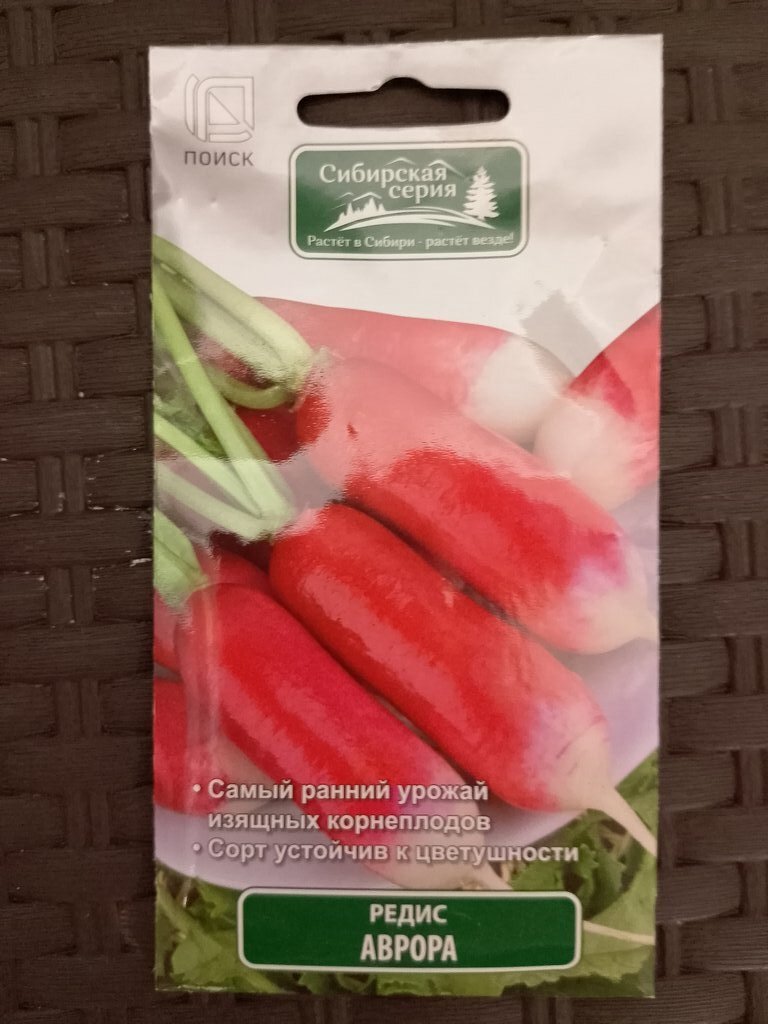 ПОИСК
Сибирская
серия
Растёт в Сибири - растёт везде!
• Самый ранний урожай
изящных корнеплодов
• Сорт устойчив к цветушности
РЕДИС
АВРОРА